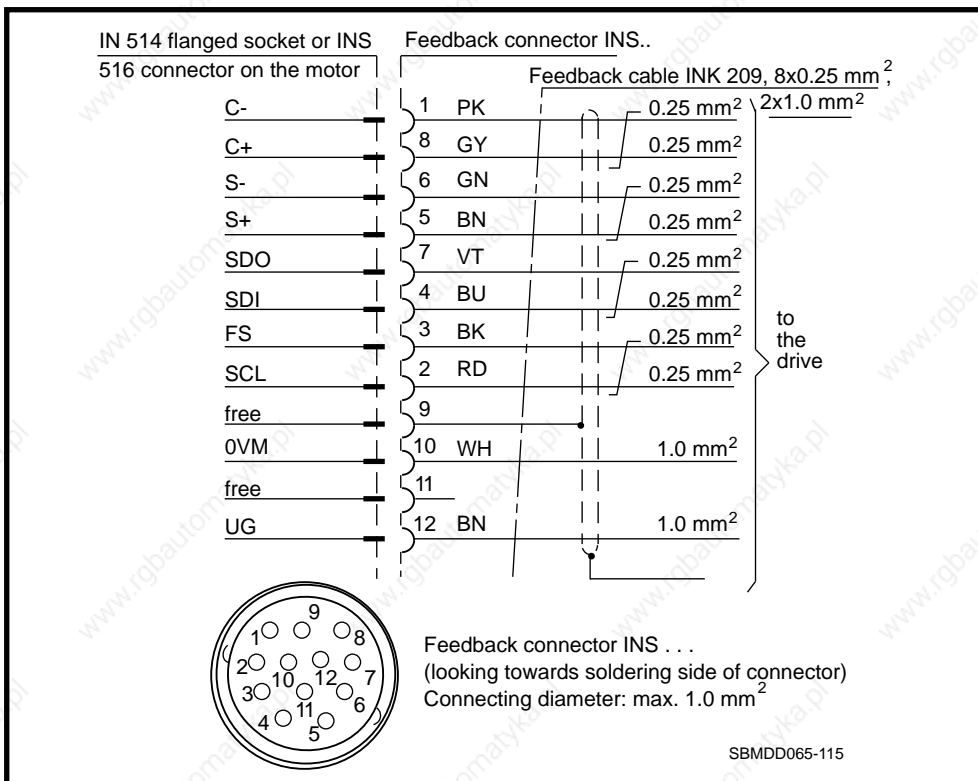 IN 514 flanged socket or INS
516 connector on the motor
Feedback connector INS..
Feedback cable INK 209, 8x0.25 mm²,
2x1.0 mm²
C- 1 PK 0.25 mm²
C+ 8 GY 0.25 mm²
S- 6 GN 0.25 mm²
S+ 5 BN 0.25 mm²
SDO 7 VT 0.25 mm²
SDI 4 BU 0.25 mm²
FS 3 BK 0.25 mm²
SCL 2 RD 0.25 mm²
free 9
0VM 10 WH 1.0 mm²
free 11
UG 12 BN 1.0 mm²
to
the
drive
9
1 8
2 10 12 7
3 11 6
4 5
Feedback connector INS . . .
(looking towards soldering side of connector)
Connecting diameter: max. 1.0 mm²
SBMDD065-115
www.rgbautomatyka.pl